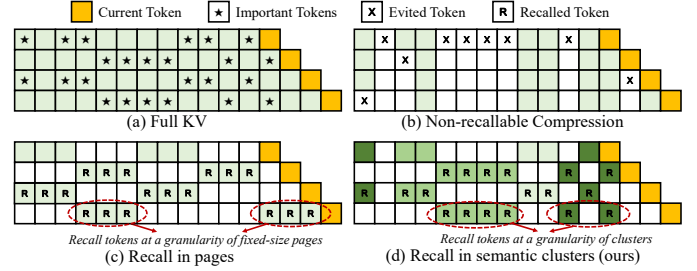 Current Token ★ Important Tokens X Evited Token R Recalled Token
★ ★ ★ ★ ★ ★ X X X X X X
★ ★ ★ ★ ★ ★ X
★ ★ ★ ★ ★ ★ X
★ ★ ★ ★ ★ ★ X
(a) Full KV (b) Non-recallable Compression
R R R R R R R R R R R R
R R R R R R R R R R R R
R R R R R R R R R R R R
Recall tokens at a granularity of fixed-size pages Recall tokens at a granularity of clusters
(c) Recall in pages (d) Recall in semantic clusters (ours)